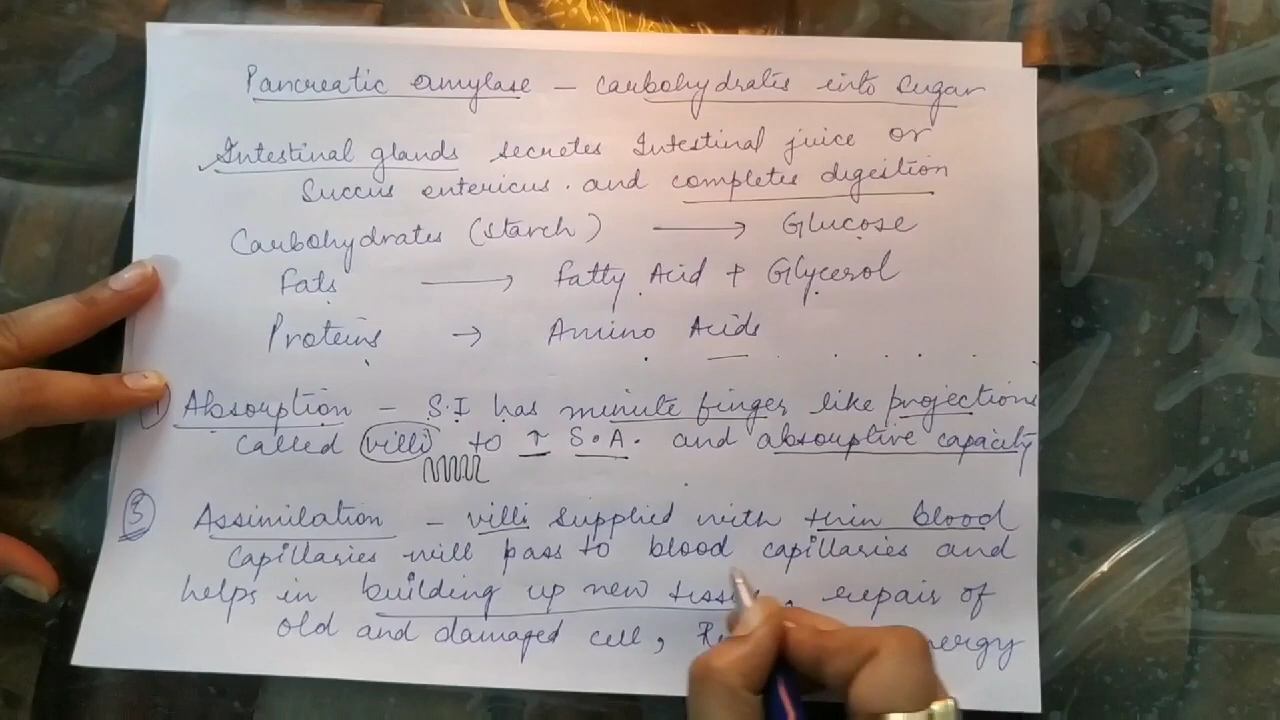 Pancreatic amylase – carbohydrates into sugar
Intestinal glands secretes Intestinal juice or
Succus entericus. and completes digestion
Carbohydrates (starch) → Glucose
Fats → Fatty Acid + Glycerol
Proteins → Amino Acids
1) Absorption – S.I has minute finger like projections
called villi to ↑ S.A. and absorptive capacity
3 Assimilation – villi supplied with thin blood
capillaries will pass to blood capillaries and
helps in building up new , repair of
old and damaged cell,